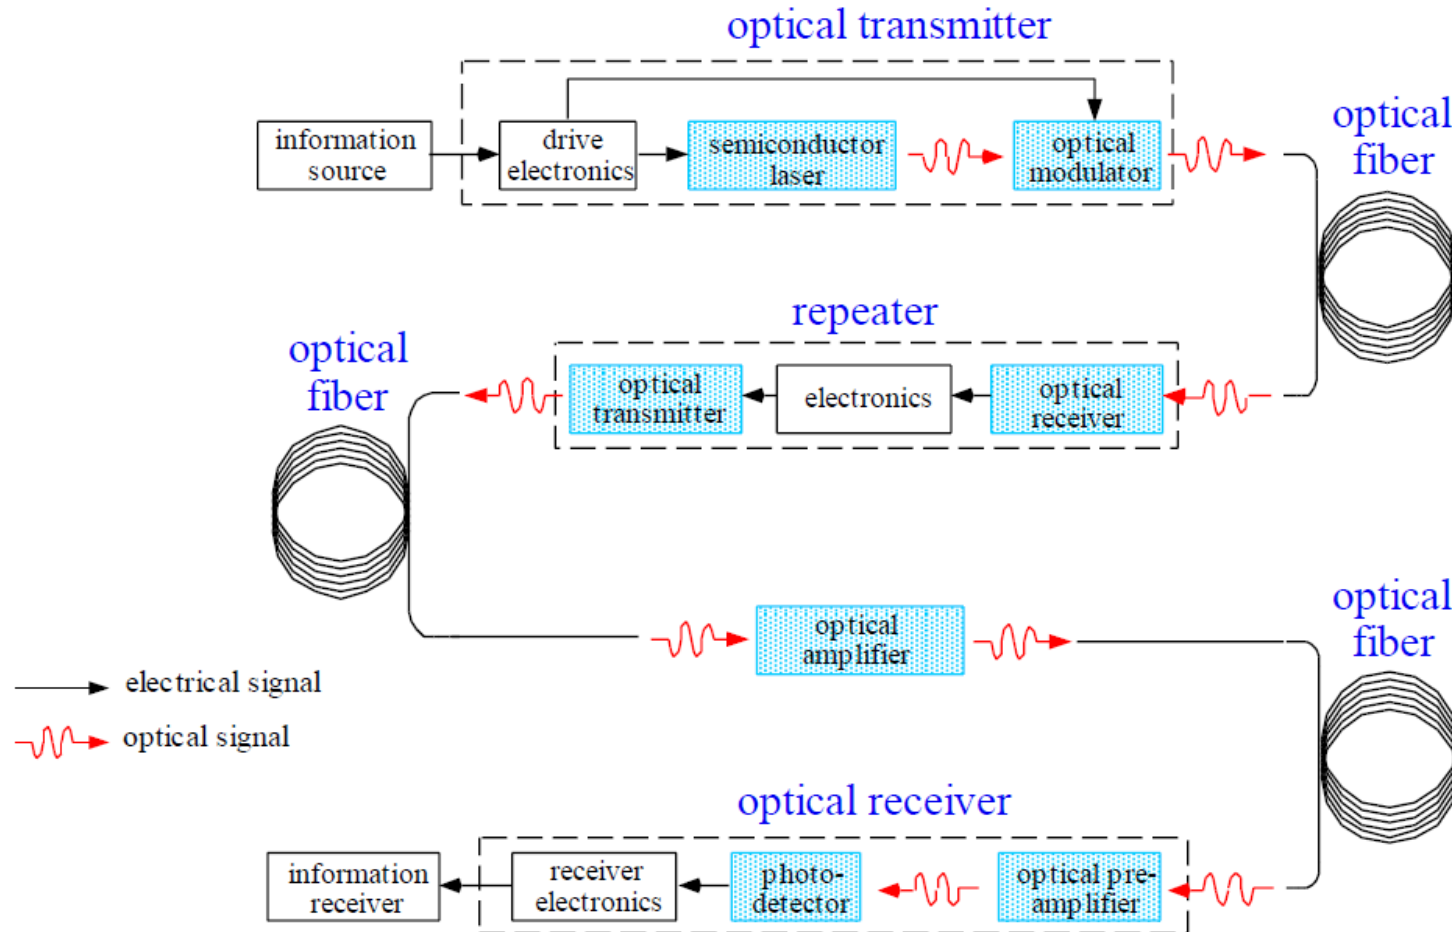 optical transmitter
optical
fiber
information
source
drive
electronics
semiconductor
laser
optical
modulator
repeater
optical
fiber
optical
transmitter
electronics
optical
receiver
optical
amplifier
optical
fiber
electrical signal
optical signal
optical receiver
information
receiver
receiver
electronics
photo-
detector
optical pre-
amplifier